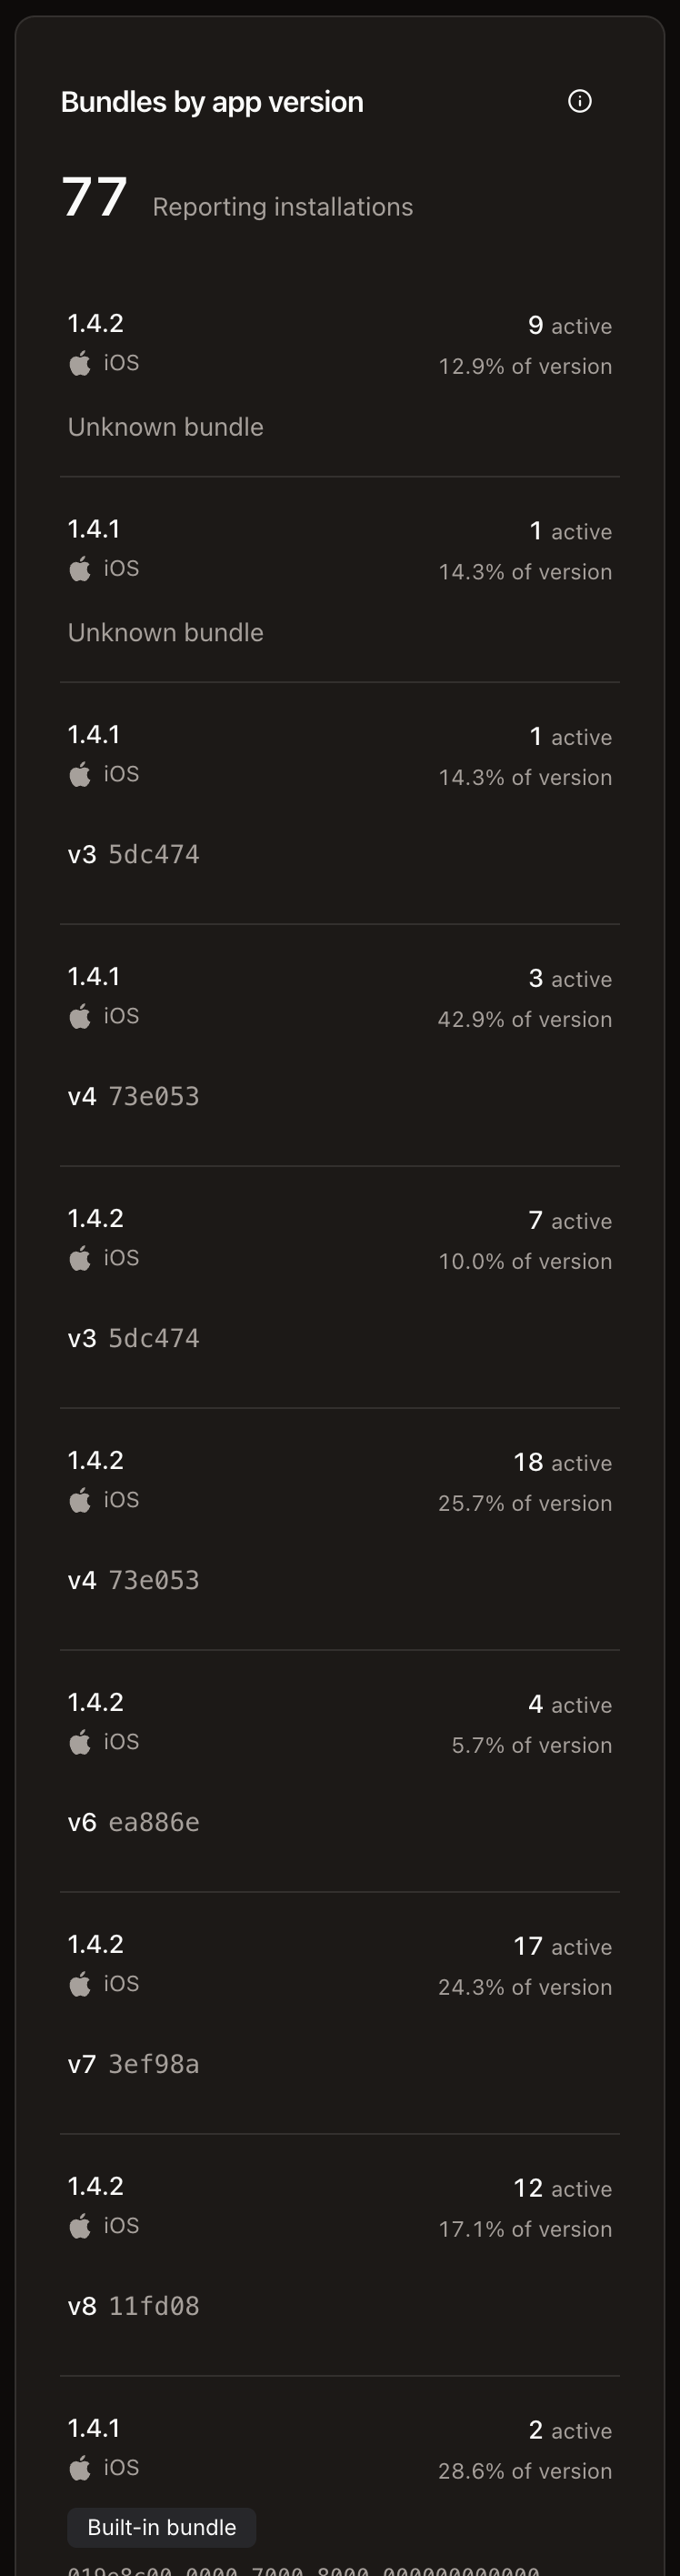 Bundles by app version
77 Reporting installations
1.4.2 9 active
iOS 12.9% of version
Unknown bundle
1.4.1 1 active
iOS 14.3% of version
Unknown bundle
1.4.1 1 active
iOS 14.3% of version
v3 5dc474
1.4.1 3 active
iOS 42.9% of version
v4 73e053
1.4.2 7 active
iOS 10.0% of version
v3 5dc474
1.4.2 18 active
iOS 25.7% of version
v4 73e053
1.4.2 4 active
iOS 5.7% of version
v6 ea886e
1.4.2 17 active
iOS 24.3% of version
v7 3ef98a
1.4.2 12 active
iOS 17.1% of version
v8 11fd08
1.4.1 2 active
iOS 28.6% of version
Built-in bundle